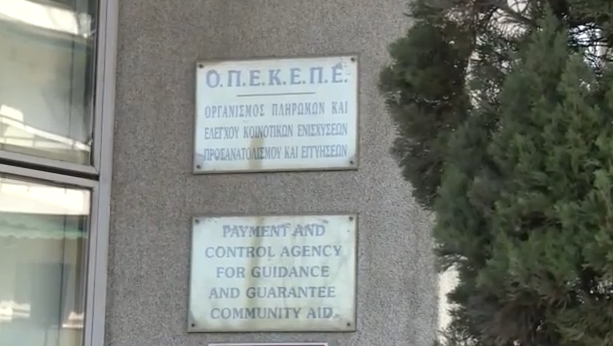 Ο.Π.Ε.Κ.Ε.Π.Ε.
ΟΡΓΑΝΙΣΜΟΣ ΠΛΗΡΩΜΩΝ ΚΑΙ
ΕΛΕΓΧΟΥ ΚΟΙΝΟΤΙΚΩΝ ΕΝΙΣΧΥΣΕΩΝ
ΠΡΟΣΑΝΑΤΟΛΙΣΜΟΥ ΚΑΙ ΕΓΓΥΗΣΕΩΝ
PAYMENT AND
CONTROL AGENCY
FOR GUIDANCE
AND GUARANTEE
COMMUNITY AID